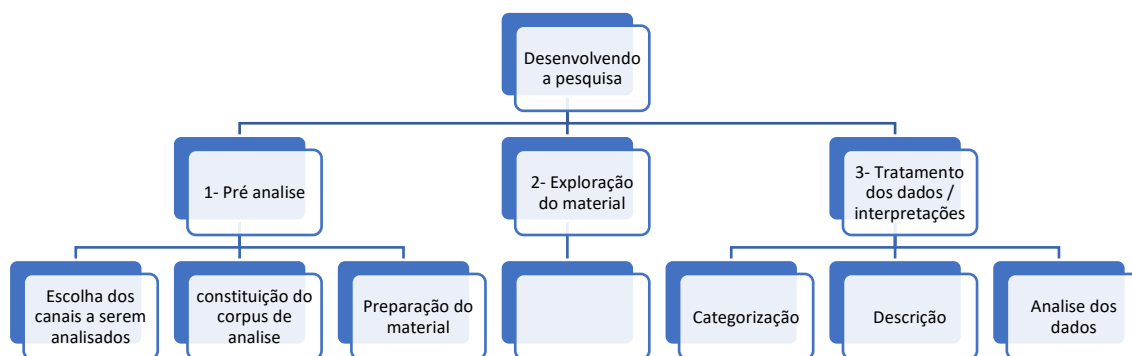 Desenvolvendo
a pesquisa
1- Pré analise
2- Exploração
do material
3- Tratamento
dos dados /
interpretações
Escolha dos
canais a serem
analisados
constituição do
corpus de
analise
Preparação do
material
Categorização
Descrição
Analise dos
dados